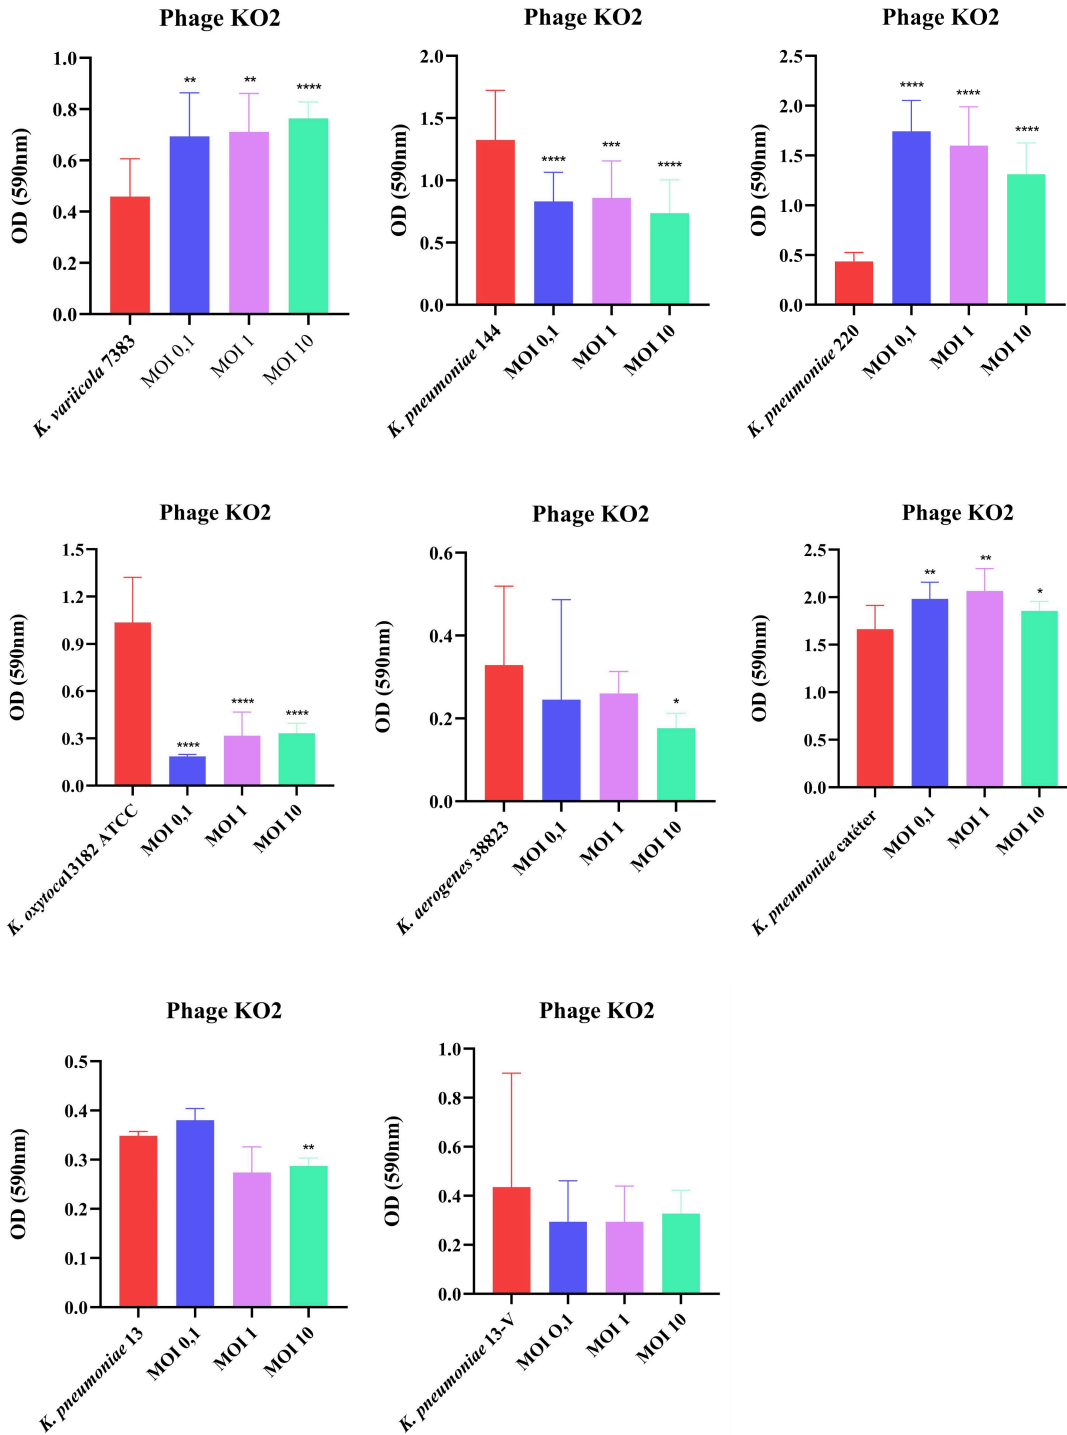 Phage KO2
OD (590nm)
1.0
0.8
0.6
0.4
0.2
0.0
**
**
****
K. variicola 7383
MOI 0,1
MOI 1
MOI 10
Phage KO2
OD (590nm)
2.0
1.5
1.0
0.5
0.0
****
***
****
K. pneumoniae 144
MOI 0,1
MOI 1
MOI 10
Phage KO2
OD (590nm)
2.5
2.0
1.5
1.0
0.5
0.0
****
****
****
K. pneumoniae 220
MOI 0,1
MOI 1
MOI 10
Phage KO2
OD (590nm)
1.5
1.2
0.9
0.6
0.3
0.0
****
****
****
K. oxytoca13182 ATCC
MOI 0,1
MOI 1
MOI 10
Phage KO2
OD (590nm)
0.6
0.4
0.2
0.0
*
K. aerogenes 38823
MOI 0,1
MOI 1
MOI 10
Phage KO2
OD (590nm)
2.5
2.0
1.5
1.0
0.5
0.0
**
**
*
K. pneumoniae catéter
MOI 0,1
MOI 1
MOI 10
Phage KO2
OD (590nm)
0.5
0.4
0.3
0.2
0.1
0.0
**
K. pneumoniae 13
MOI 0,1
MOI 1
MOI 10
Phage KO2
OD (590nm)
1.0
0.8
0.6
0.4
0.2
0.0
K. pneumoniae 13-V
MOI O,1
MOI 1
MOI 10